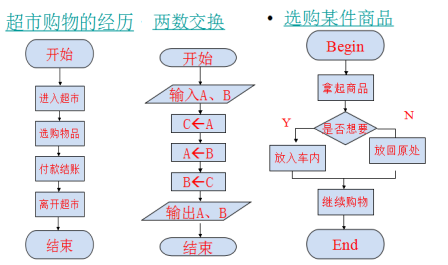 超市购物的经历
开始
进入超市
选购物品
付款结账
离开超市
结束
两数交换
开始
输入A、B
C←A
A←B
B←C
输出A、B
结束
• 选购某件商品
Begin
拿起商品
是否想要
Y
N
放入车内
放回原处
继续购物
End